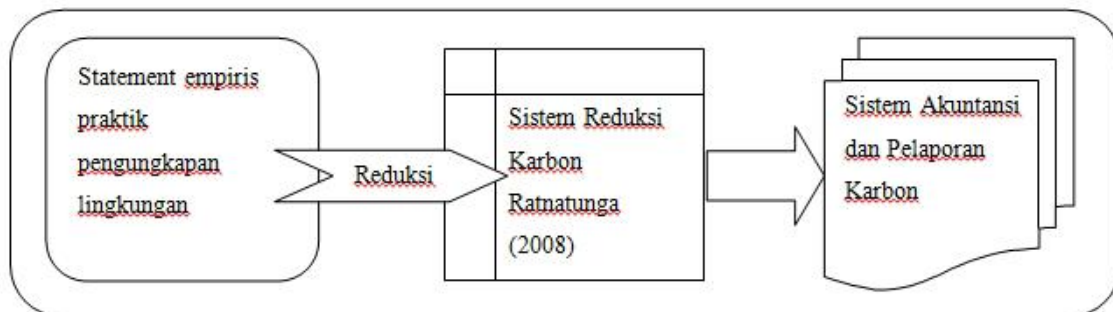 Statement empiris
praktik
pengungkapan
lingkungan
Reduksi
Sistem Reduksi
Karbon
Ratnatunga
(2008)
Sistem Akuntansi
dan Pelaporan
Karbon